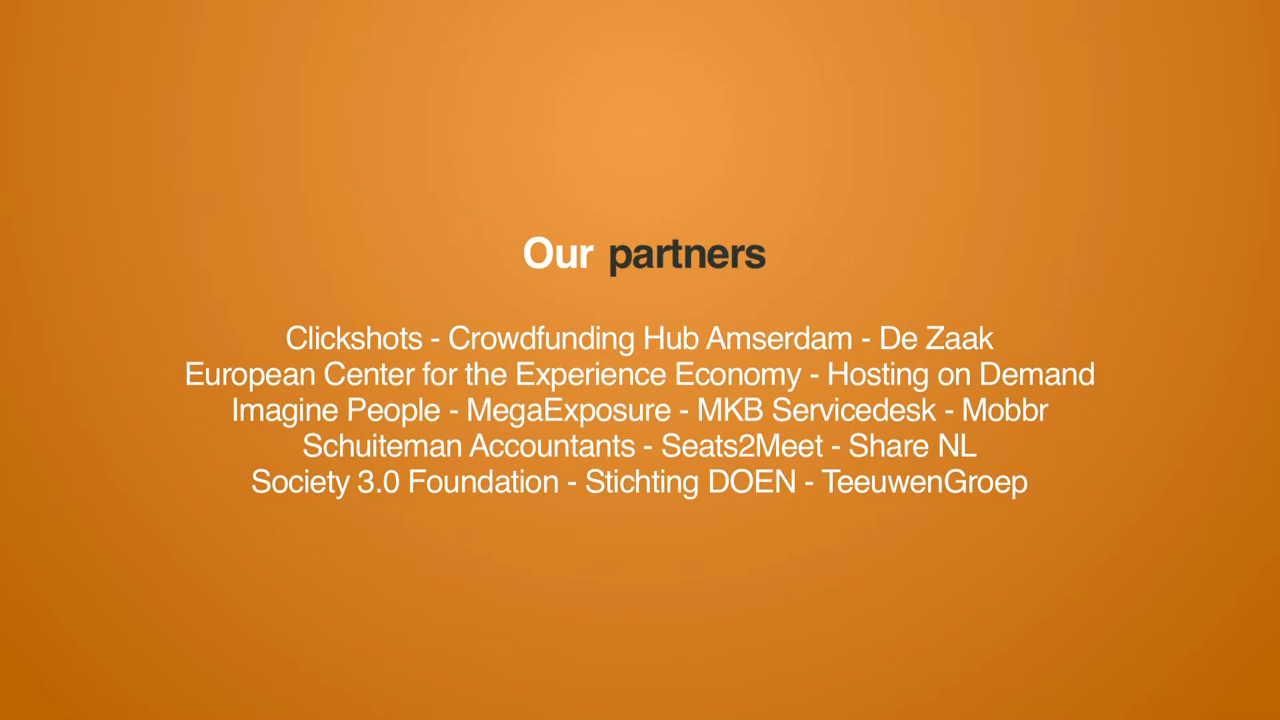 Our partners
Clickshots - Crowdfunding Hub Amserdam - De Zaak
European Center for the Experience Economy - Hosting on Demand
Imagine People - MegaExposure - MKB Servicedesk - Mobbr
Schuiteman Accountants - Seats2Meet - Share NL
Society 3.0 Foundation - Stichting DOEN - TeeuwenGroep